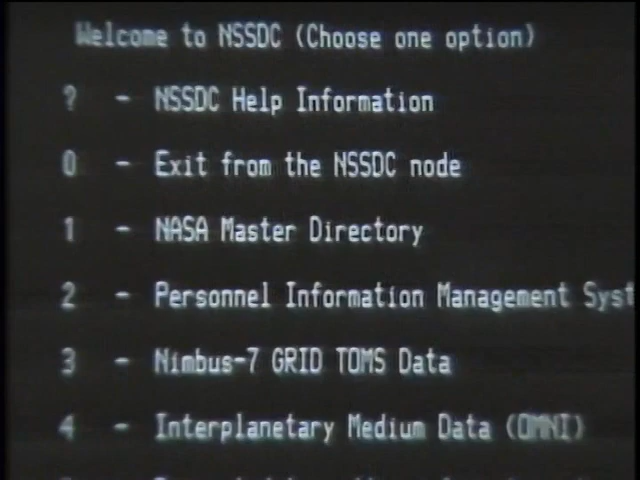 Welcome to NSSDC (Choose one option)
? - NSSDC Help Information
0 - Exit from the NSSDC node
1 - NASA Master Directory
2 - Personnel Information Management Syst
3 - Nimbus-7 GRID TOMS Data
4 - Interplanetary Medium Data (OMNI)